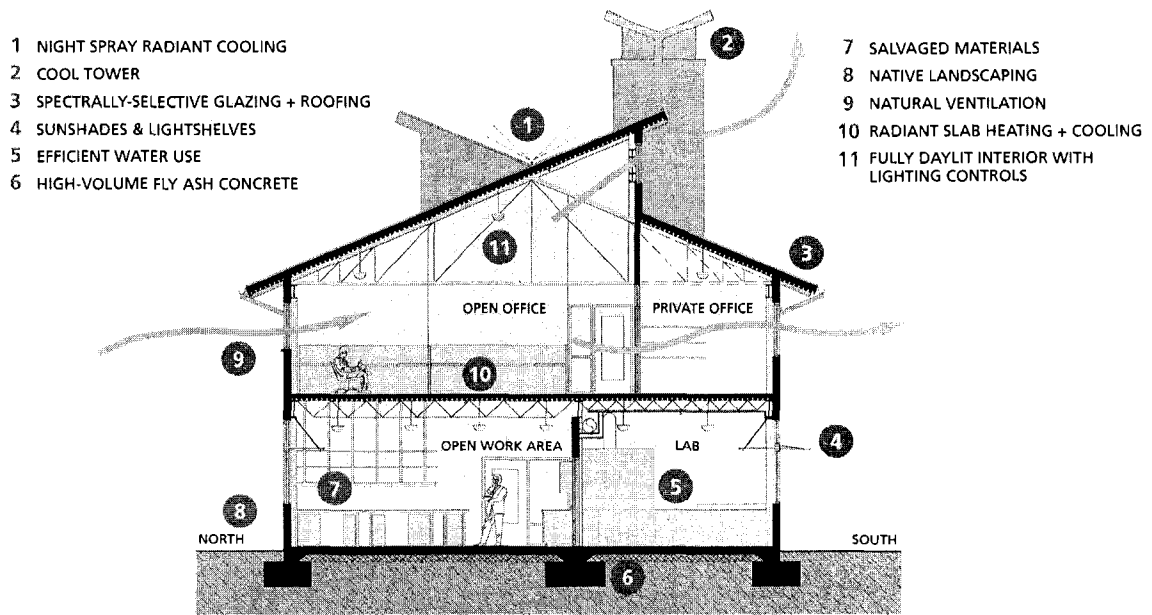 1 NIGHT SPRAY RADIANT COOLING
2 COOL TOWER
3 SPECTRALLY-SELECTIVE GLAZING + ROOFING
4 SUNSHADES & LIGHTSHELVES
5 EFFICIENT WATER USE
6 HIGH-VOLUME FLY ASH CONCRETE
7 SALVAGED MATERIALS
8 NATIVE LANDSCAPING
9 NATURAL VENTILATION
10 RADIANT SLAB HEATING + COOLING
11 FULLY DAYLIT INTERIOR WITH
LIGHTING CONTROLS
2
1
11
3
OPEN OFFICE
PRIVATE OFFICE
9
10
OPEN WORK AREA
LAB
4
7
5
8
NORTH
SOUTH
6